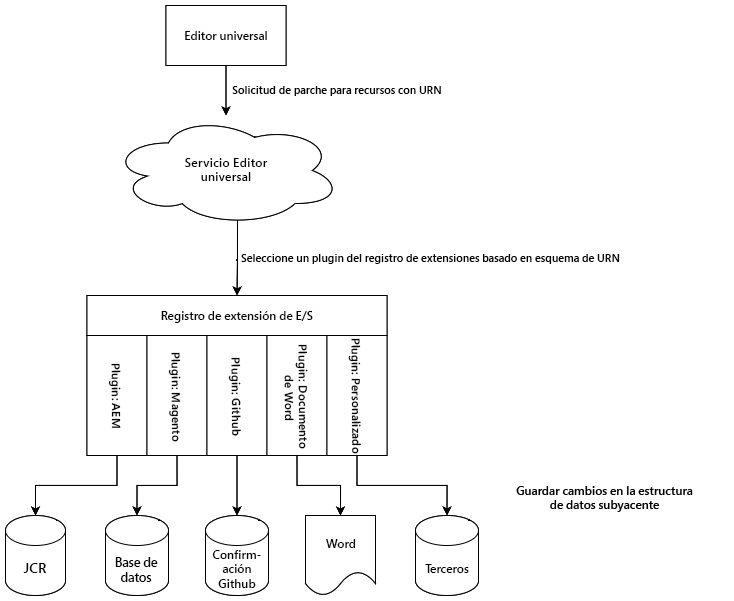 Editor universal
Solicitud de parche para recursos con URN
Servicio Editor
universal
Seleccione un plugin del registro de extensiones basado en esquema de URN
Registro de extensión de E/S
Plugin: AEM
Plugin: Magento
Plugin: Github
Plugin: Documento
de Word
Plugin: Personalizado
Guardar cambios en la estructura
de datos subyacente
JCR
Base de
datos
Confirm-
ación
Github
Word
Terceros